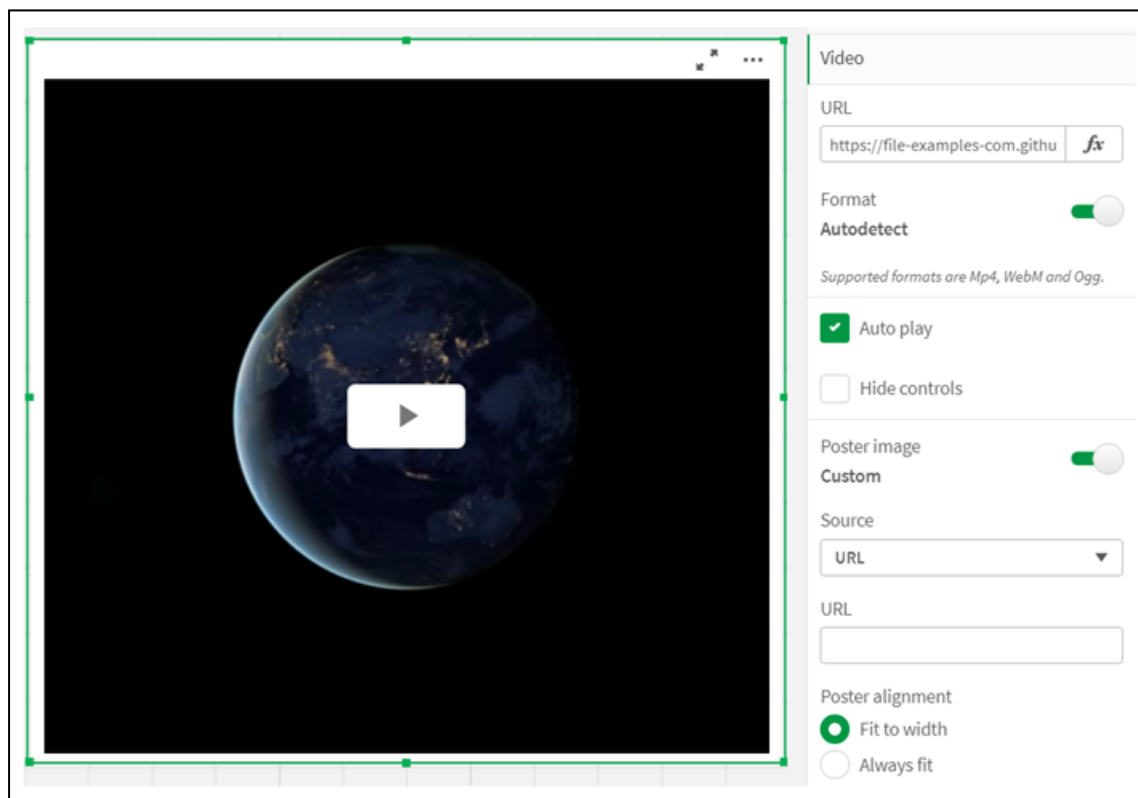 Video
URL
https://file-examples-com.githu
fx
Format
Autodetect
Supported formats are Mp4, WebM and Ogg.
Auto play
Hide controls
Poster image
Custom
Source
URL
URL
Poster alignment
Fit to width
Always fit